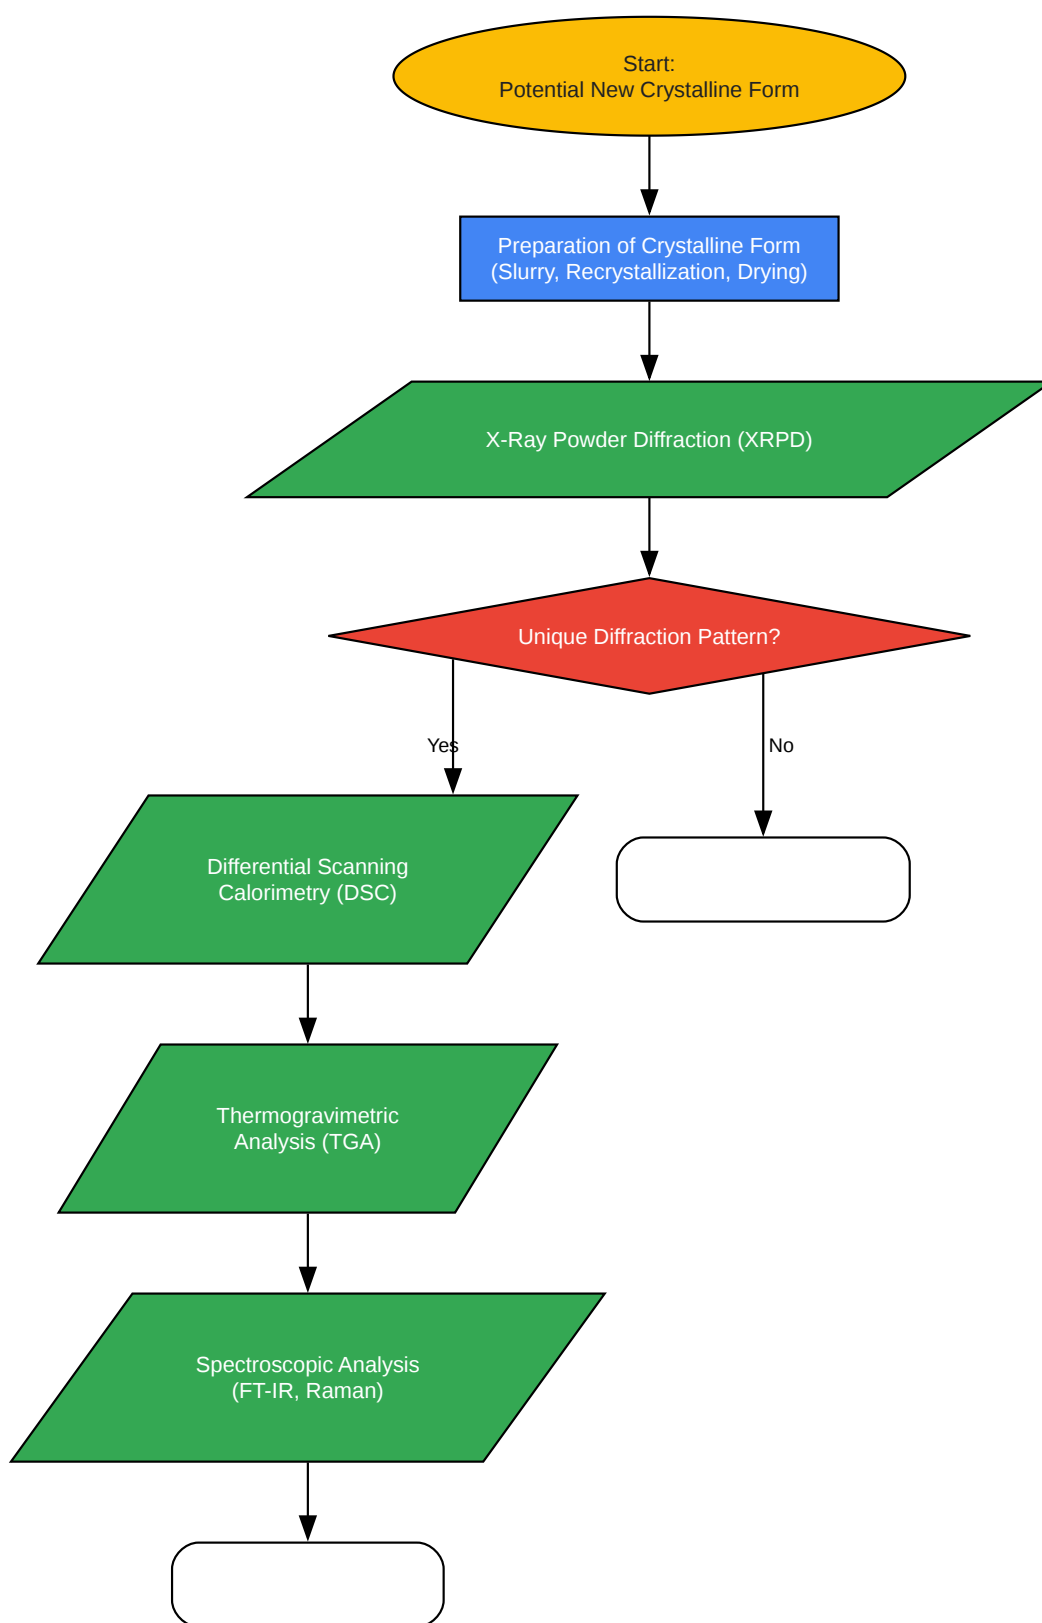 Start:
Potential New Crystalline Form
Preparation of Crystalline Form
(Slurry, Recrystallization, Drying)
X-Ray Powder Diffraction (XRPD)
Unique Diffraction Pattern?
Yes
No
Differential Scanning
Calorimetry (DSC)
Thermogravimetric
Analysis (TGA)
Spectroscopic Analysis
(FT-IR, Raman)